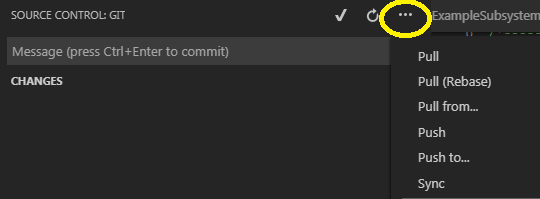 SOURCE CONTROL: GIT
ExampleSubsystem
Message (press Ctrl+Enter to commit)
CHANGES
Pull
Pull (Rebase)
Pull from...
Push
Push to...
Sync